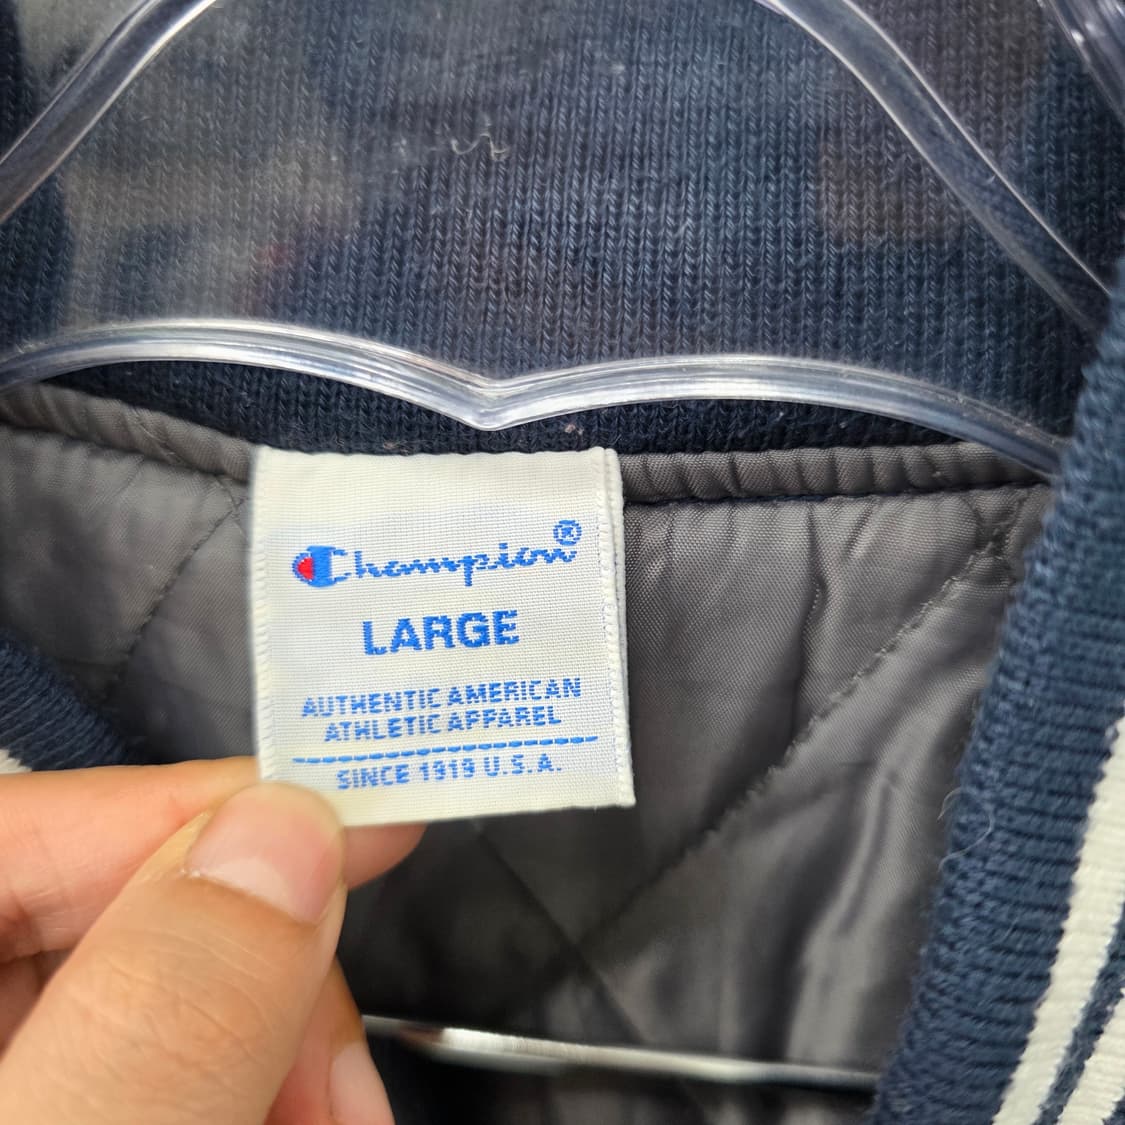 Champion®
LARGE
AUTHENTIC AMERICAN
ATHLETIC APPAREL
SINCE 1919 U.S.A.